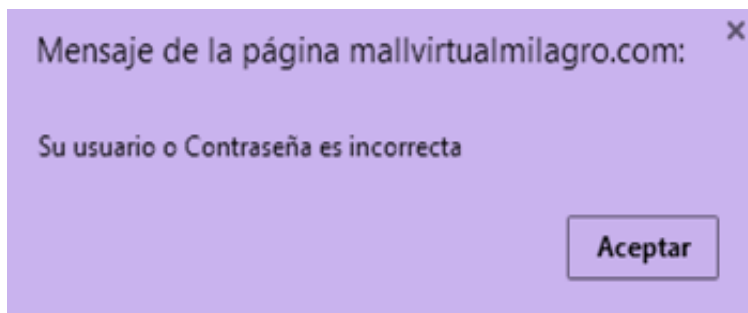 Mensaje de la página mallvirtualmilagro.com:
Su usuario o Contraseña es incorrecta
Aceptar